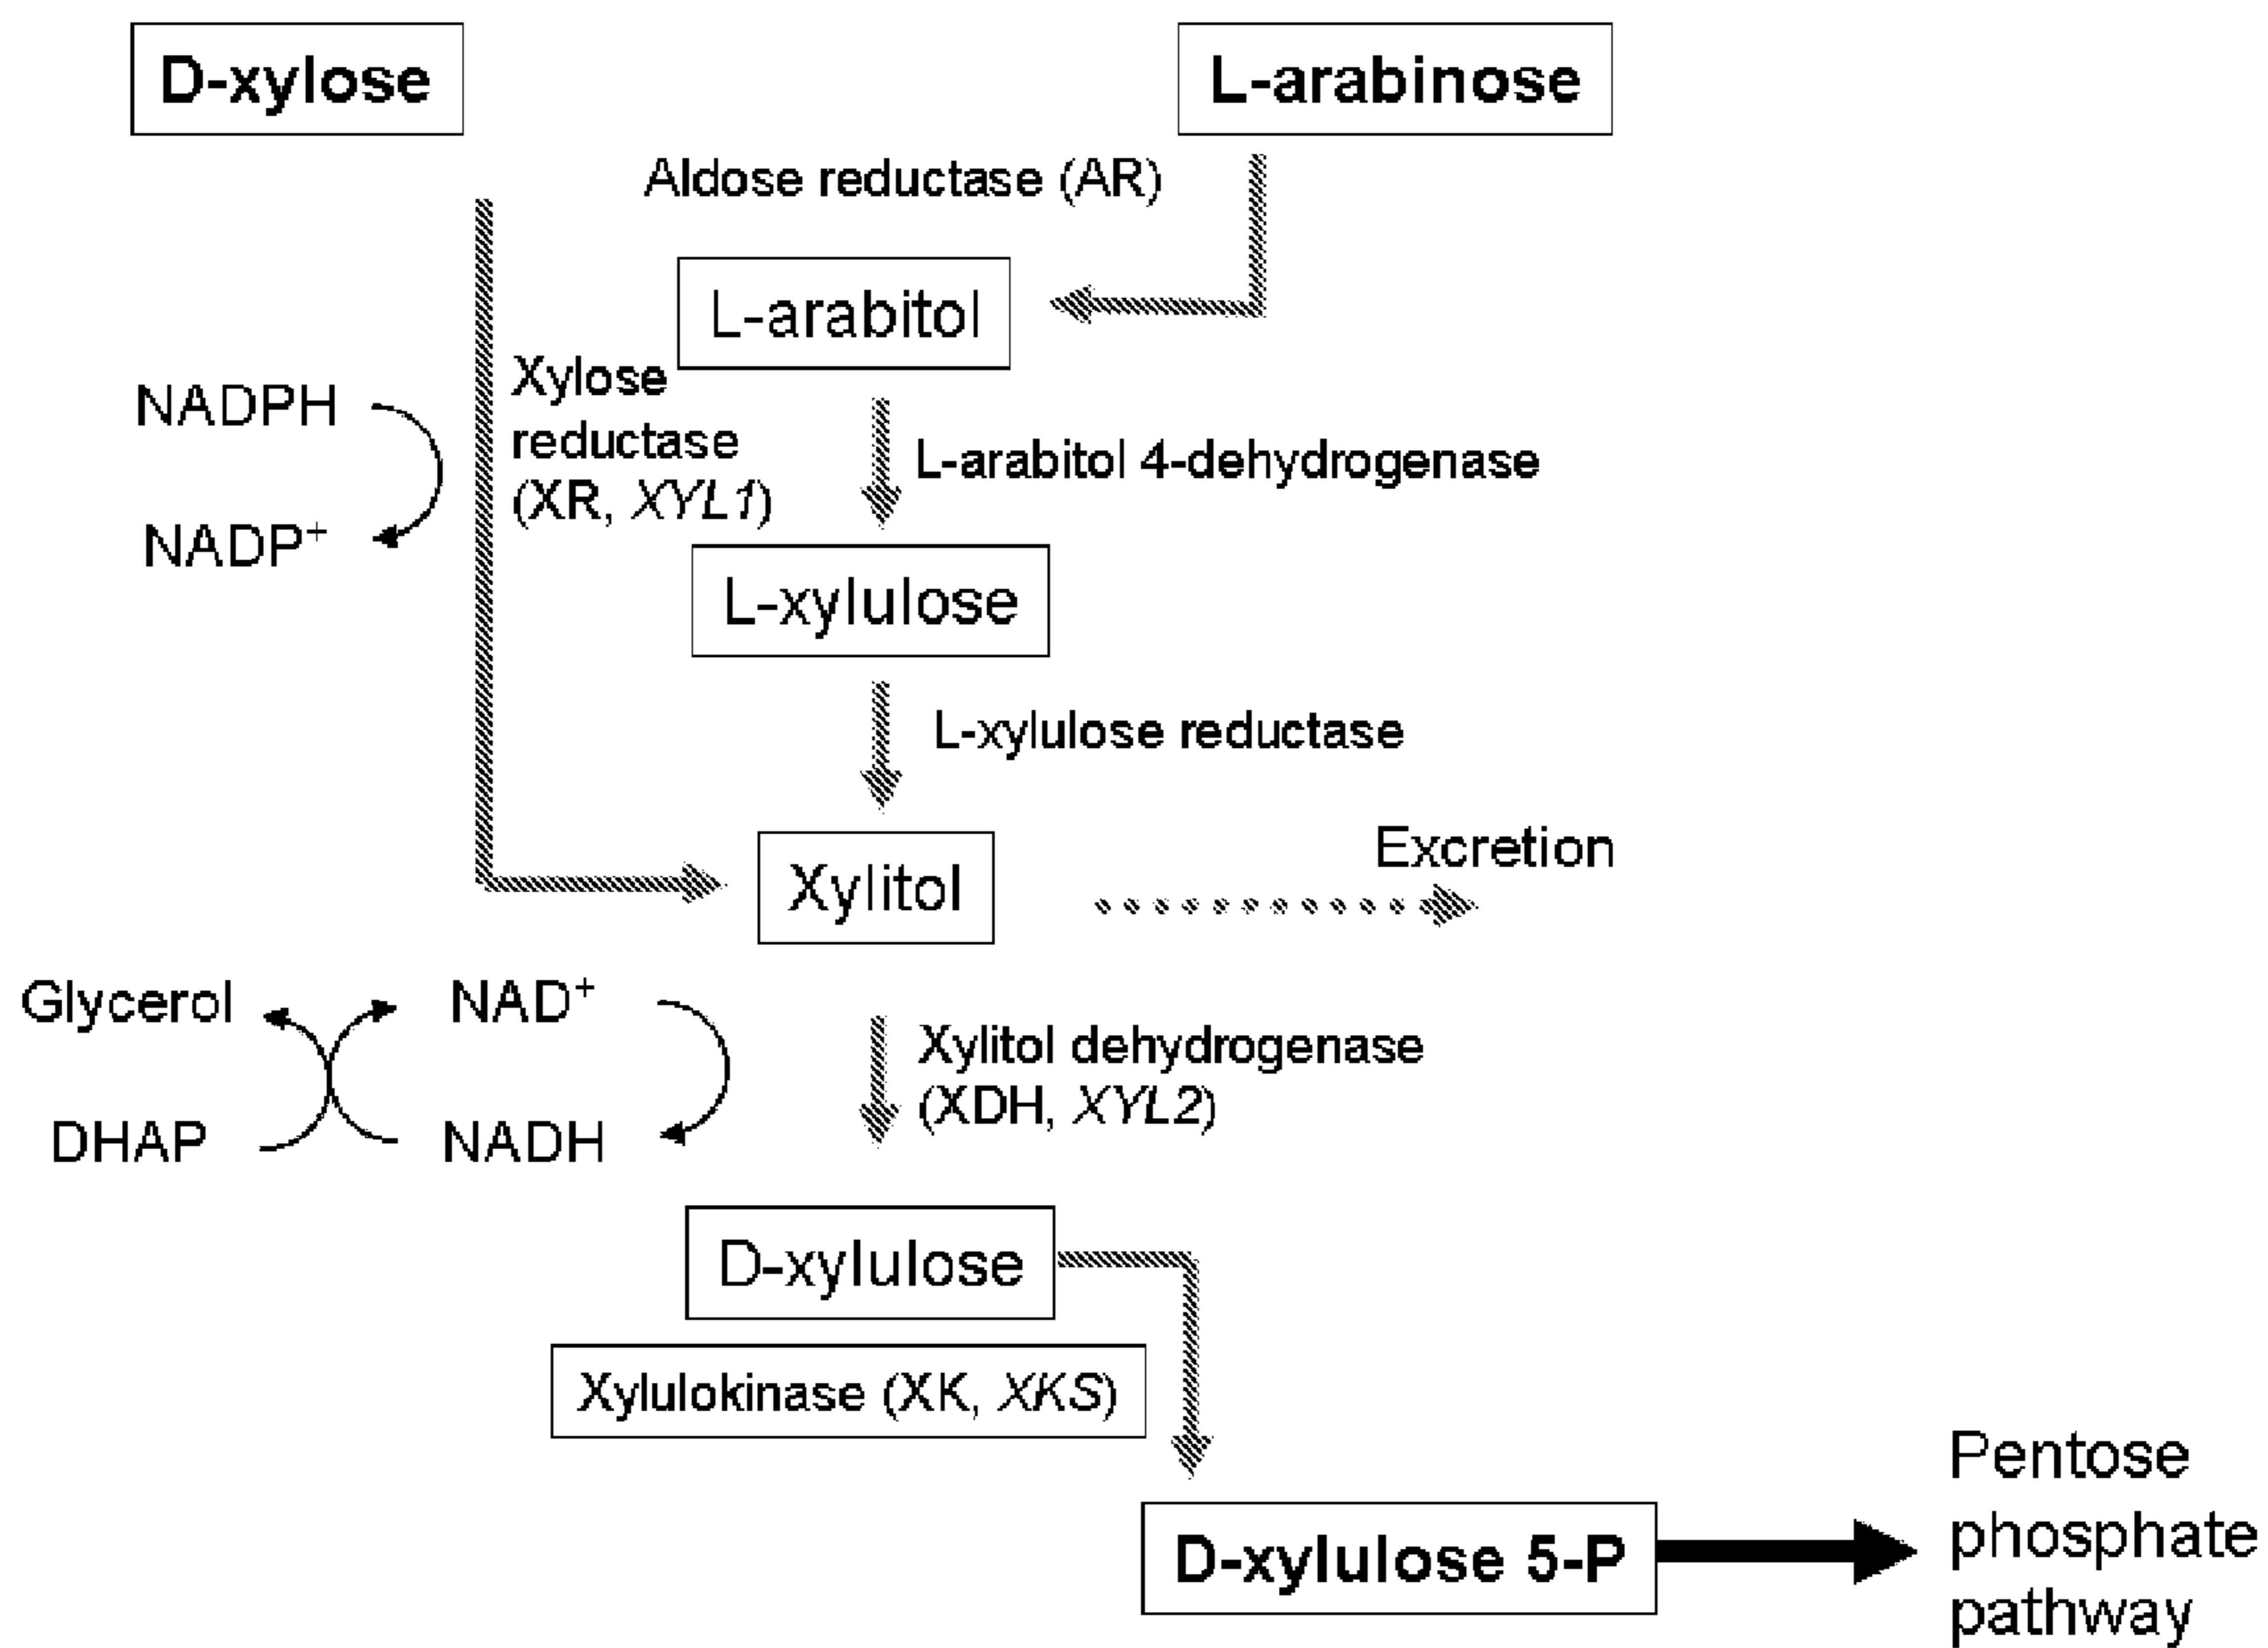 D-xylose
L-arabinose
Aldose reductase (AR)
L-arabitol
Xylose
reductase
(XR, XYL1)
NADPH
NADP⁺
L-arabitol 4-dehydrogenase
L-xylulose
L-xylulose reductase
Xylitol
Excretion
Glycerol
NAD⁺
DHAP
NADH
Xylitol dehydrogenase
(XDH, XYL2)
D-xylulose
Xylulokinase (XK, XKS)
D-xylulose 5-P
Pentose
phosphate
pathway